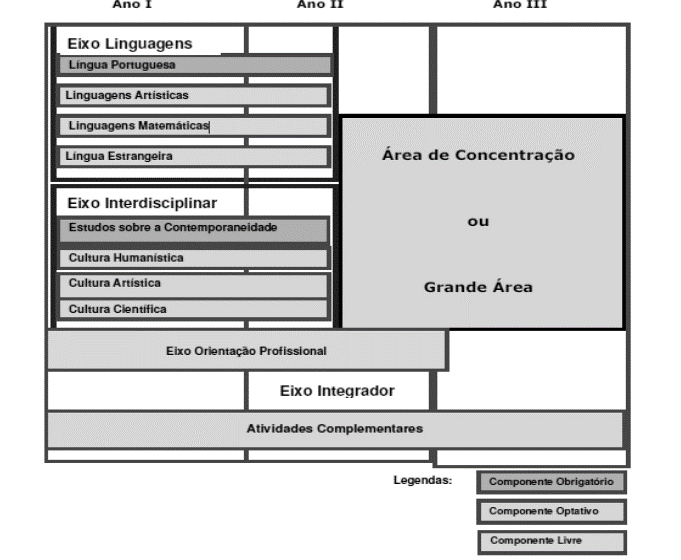 Ano I
Ano II
Ano III
Eixo Linguagens
Língua Portuguesa
Linguagens Artísticas
Linguagens Matemáticas
Língua Estrangeira
Eixo Interdisciplinar
Estudos sobre a Contemporaneidade
Cultura Humanística
Cultura Artística
Cultura Científica
Área de Concentração
ou
Grande Área
Eixo Orientação Profissional
Eixo Integrador
Atividades Complementares
Legendas:
Componente Obrigatório
Componente Optativo
Componente Livre